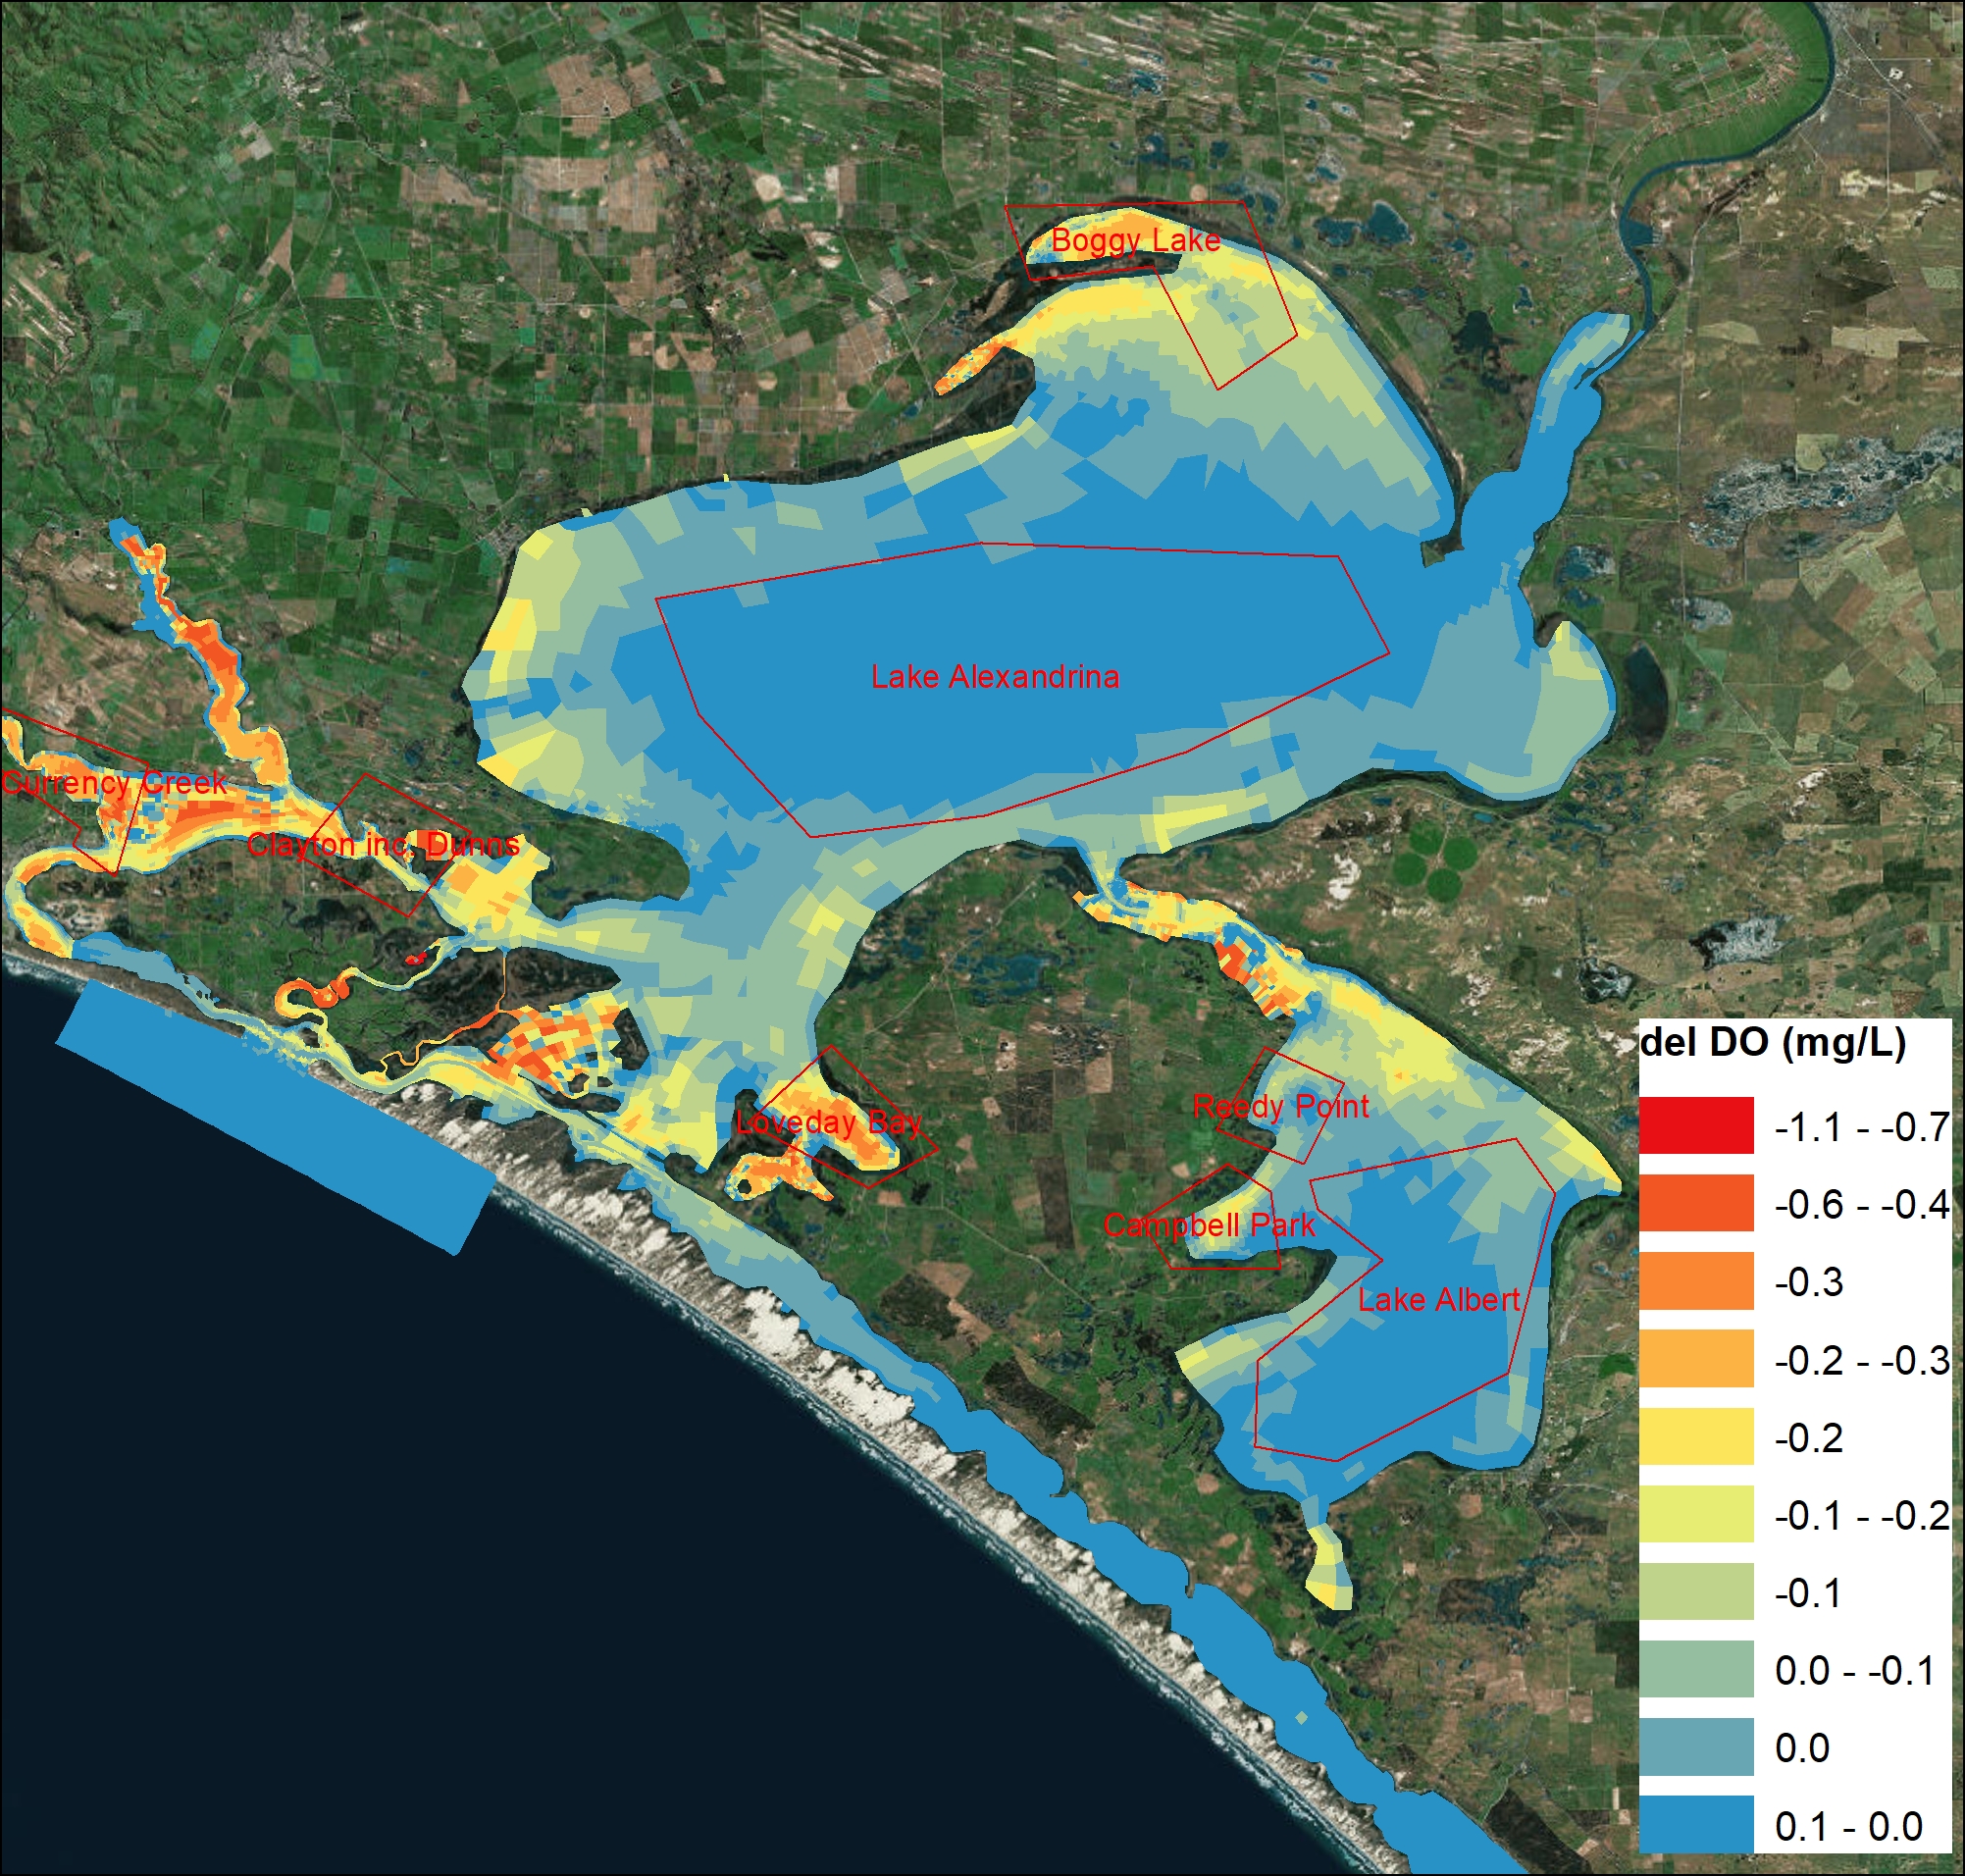 Boggy Lake
Lake Alexandrina
Currency Creek
Clayton inc. Dunns
Loveday Bay
Reedy Point
Campbell Park
Lake Albert
del DO (mg/L)
-1.1 - -0.7
-0.6 - -0.4
-0.3
-0.2 - -0.3
-0.2
-0.1 - -0.2
-0.1
0.0 - -0.1
0.0
0.1 - 0.0